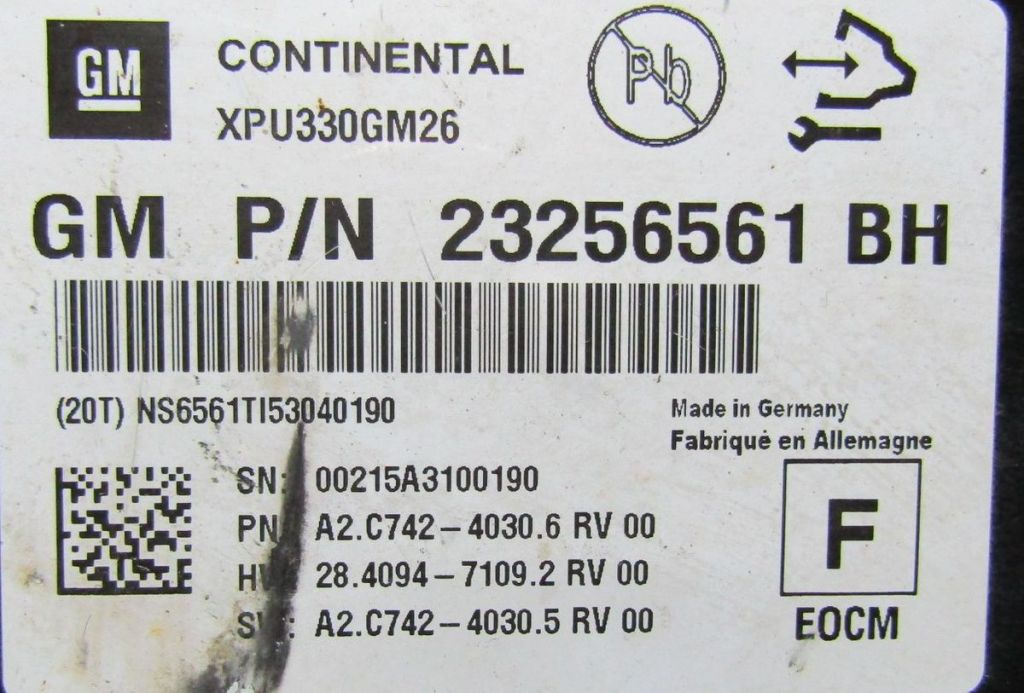 GM
CONTINENTAL
XPU330GM26
Pb
GM P/N 23256561 BH
(20T) NS6561TI53040190
Made in Germany
Fabriqué en Allemagne
SN: 00215A3100190
PN A2.C742-4030.6 RV 00
HW 28.4094-7109.2 RV 00
SW: A2.C742-4030.5 RV 00
F
EOCM